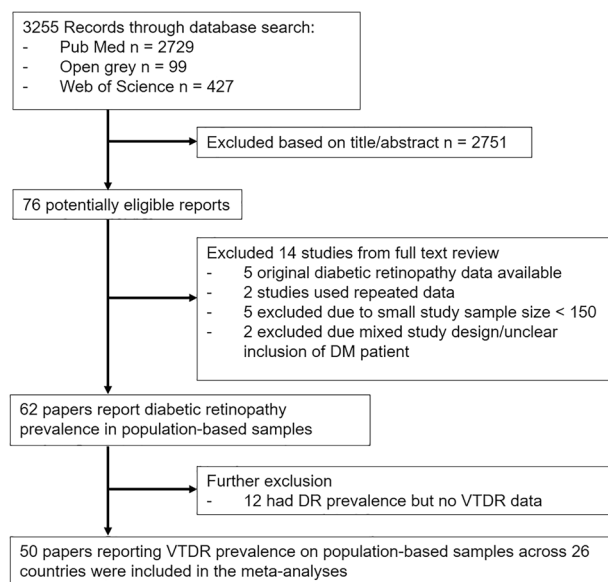 3255 Records through database search:
- Pub Med n = 2729
- Open grey n = 99
- Web of Science n = 427
Excluded based on title/abstract n = 2751
76 potentially eligible reports
Excluded 14 studies from full text review
- 5 original diabetic retinopathy data available
- 2 studies used repeated data
- 5 excluded due to small study sample size < 150
- 2 excluded due mixed study design/unclear
inclusion of DM patient
62 papers report diabetic retinopathy
prevalence in population-based samples
Further exclusion
- 12 had DR prevalence but no VTDR data
50 papers reporting VTDR prevalence on population-based samples across 26
countries were included in the meta-analyses